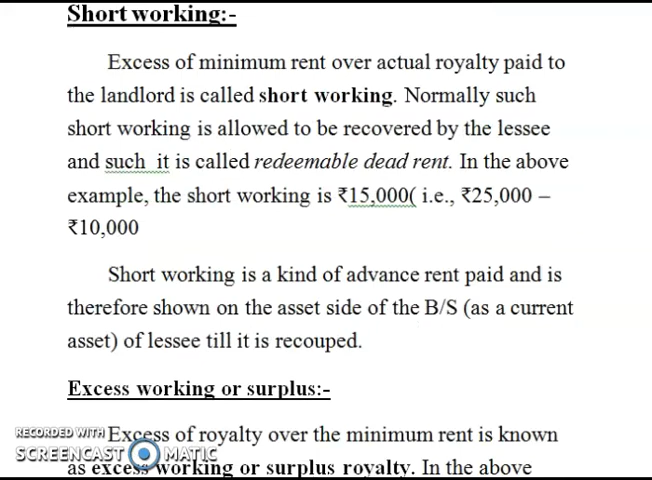 Short working:-
Excess of minimum rent over actual royalty paid to
the landlord is called short working. Normally such
short working is allowed to be recovered by the lessee
and such it is called redeemable dead rent. In the above
example, the short working is ₹15,000( i.e., ₹25,000 –
₹10,000
Short working is a kind of advance rent paid and is
therefore shown on the asset side of the B/S (as a current
asset) of lessee till it is recouped.
Excess working or surplus:-
Excess of royalty over the minimum rent is known
as excess working or surplus royalty. In the above
RECORDED WITH
SCREENCAST MATIC